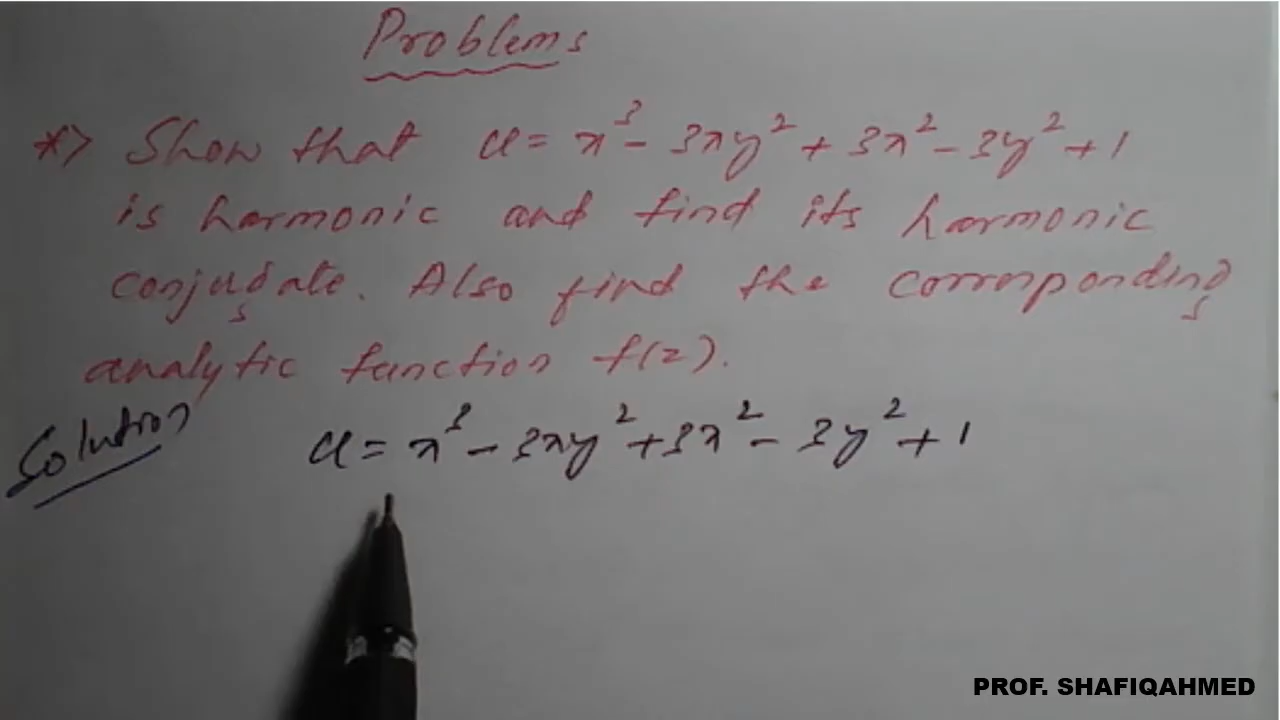 Problems
*> Show that u = x³ - 3xy² + 3x² - 3y² + 1
is harmonic and find its harmonic
conjugate. Also find the corresponding
analytic function f(z).
Solution u = x³ - 3xy² + 3x² - 3y² + 1
PROF. SHAFIQAHMED